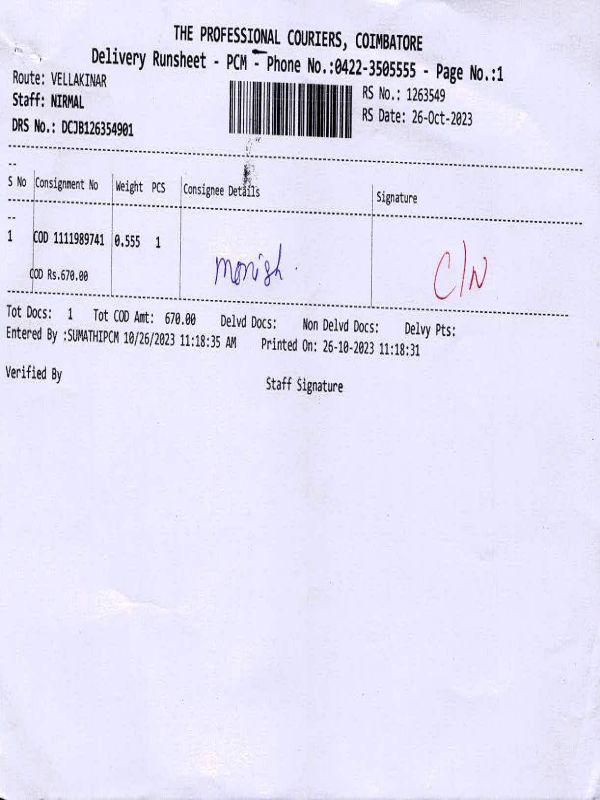 THE PROFESSIONAL COURIERS, COIMBATORE
Delivery Runsheet - PCM - Phone No.:0422-3505555 - Page No.:1
Route: VELLAKINAR
RS No.: 1263549
Staff: NIRMAL
RS Date: 26-Oct-2023
DRS No.: DCJB126354901
S No Consignment No Weight PCS Consignee Details Signature
1 COD 1111989741 0.555 1
monish. C/N
COD Rs.670.00
Tot Docs: 1 Tot COD Amt: 670.00 Delvd Docs: Non Delvd Docs: Delvy Pts:
Entered By :SUMATHIPCM 10/26/2023 11:18:35 AM Printed On: 26-10-2023 11:18:31
Verified By Staff Signature